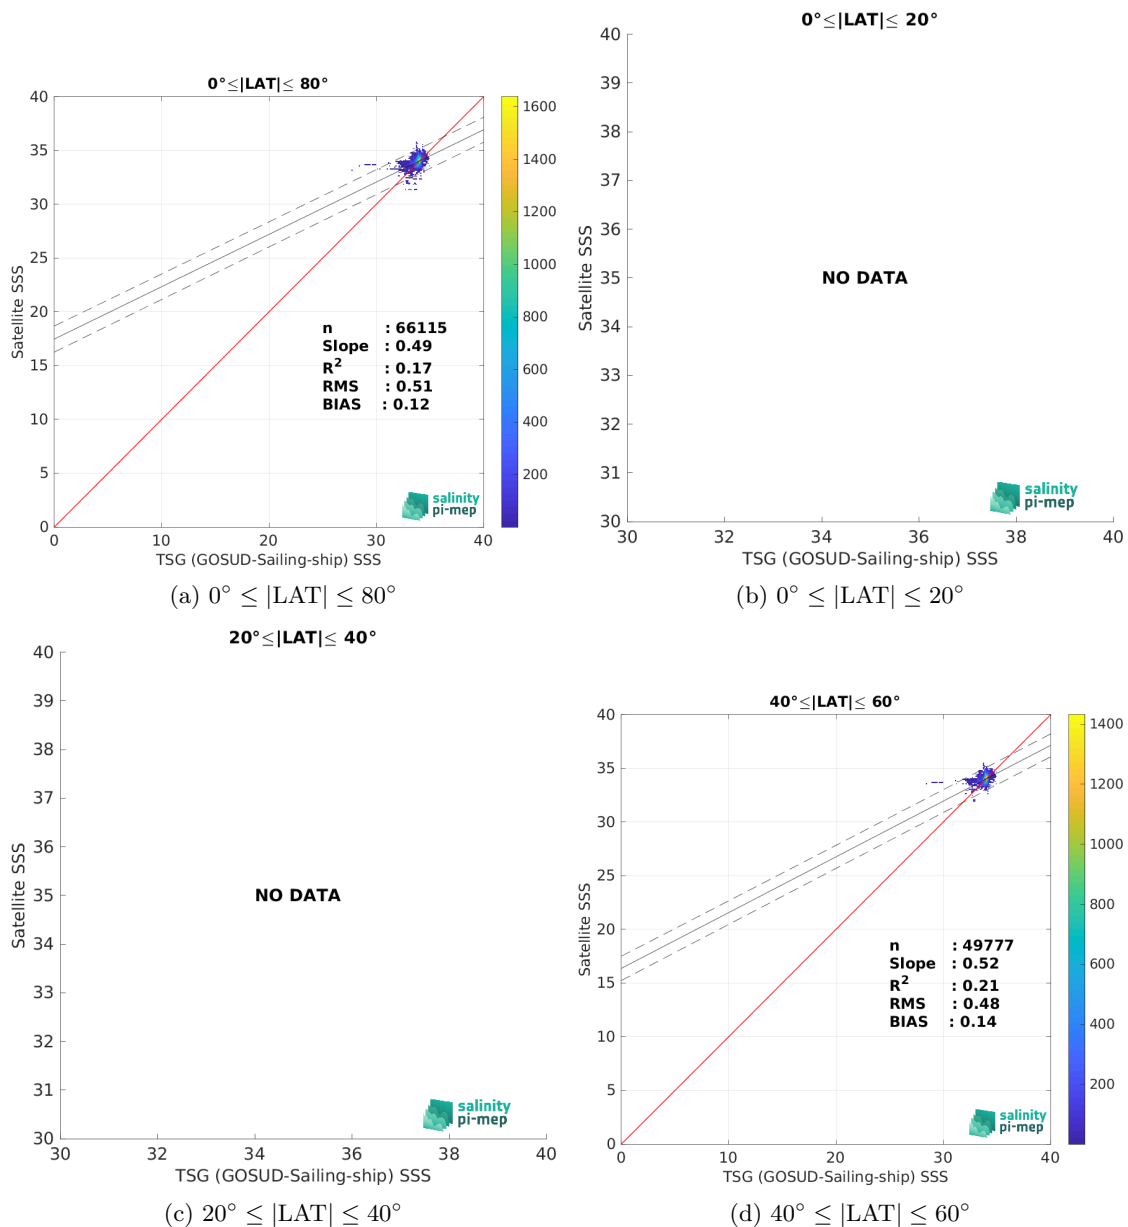 0°≤|LAT|≤ 80°
40
35
30
25
20
15
10
5
0
0
10
20
30
40
Satellite SSS
TSG (GOSUD-Sailing-ship) SSS
n : 66115
Slope : 0.49
R² : 0.17
RMS : 0.51
BIAS : 0.12
salinity
pi-mep
1600
1400
1200
1000
800
600
400
200
(a) 0° ≤ |LAT| ≤ 80°
0°≤|LAT|≤ 20°
40
39
38
37
36
35
34
33
32
31
30
30
32
34
36
38
40
Satellite SSS
TSG (GOSUD-Sailing-ship) SSS
NO DATA
salinity
pi-mep
(b) 0° ≤ |LAT| ≤ 20°
20°≤|LAT|≤ 40°
40
39
38
37
36
35
34
33
32
31
30
30
32
34
36
38
40
Satellite SSS
TSG (GOSUD-Sailing-ship) SSS
NO DATA
salinity
pi-mep
(c) 20° ≤ |LAT| ≤ 40°
40°≤|LAT|≤ 60°
40
35
30
25
20
15
10
5
0
0
10
20
30
40
Satellite SSS
TSG (GOSUD-Sailing-ship) SSS
n : 49777
Slope : 0.52
R² : 0.21
RMS : 0.48
BIAS : 0.14
salinity
pi-mep
1400
1200
1000
800
600
400
200
(d) 40° ≤ |LAT| ≤ 60°